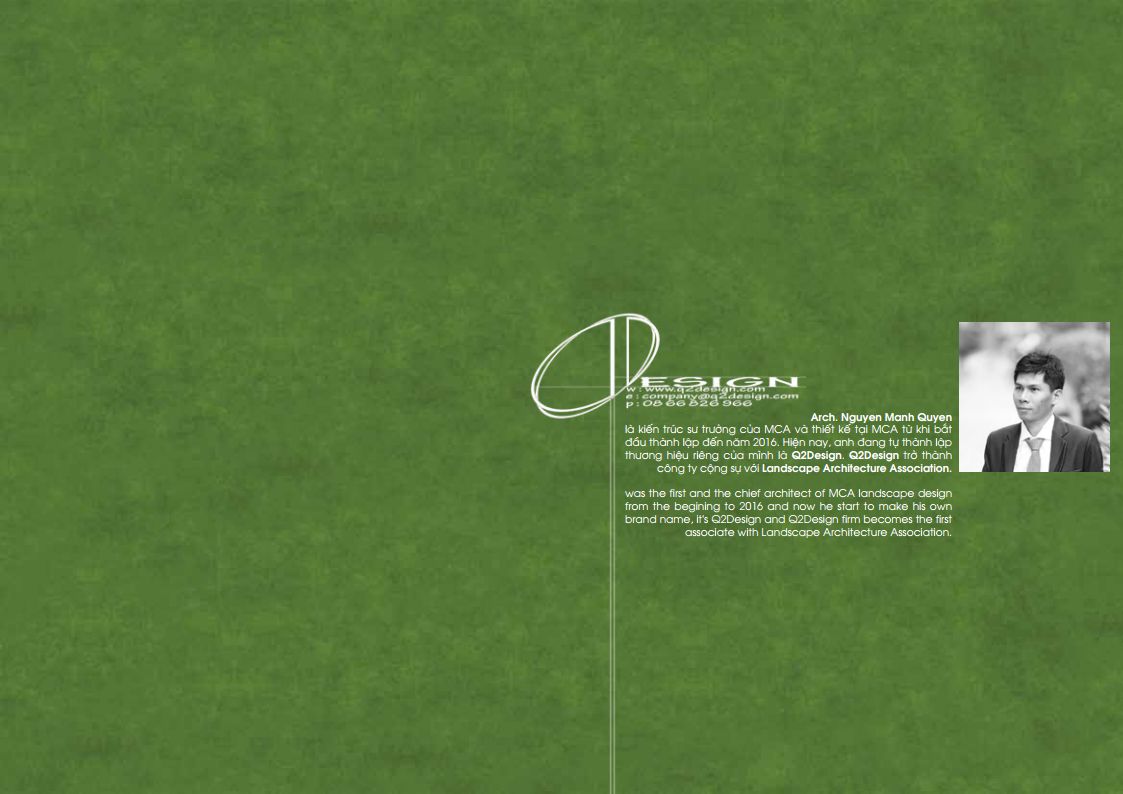 DESIGN
w : www.q2design.com
e : company@q2design.com
p : 08 66 826 966
Arch. Nguyen Manh Quyen
là kiến trúc sư trưởng của MCA và thiết kế tại MCA từ khi bắt
đầu thành lập đến năm 2016. Hiện nay, anh đang tự thành lập
thương hiệu riêng của mình là Q2Design. Q2Design trở thành
công ty cộng sự với Landscape Architecture Association.
was the first and the chief architect of MCA landscape design
from the begining to 2016 and now he start to make his own
brand name, it's Q2Design and Q2Design firm becomes the first
associate with Landscape Architecture Association.